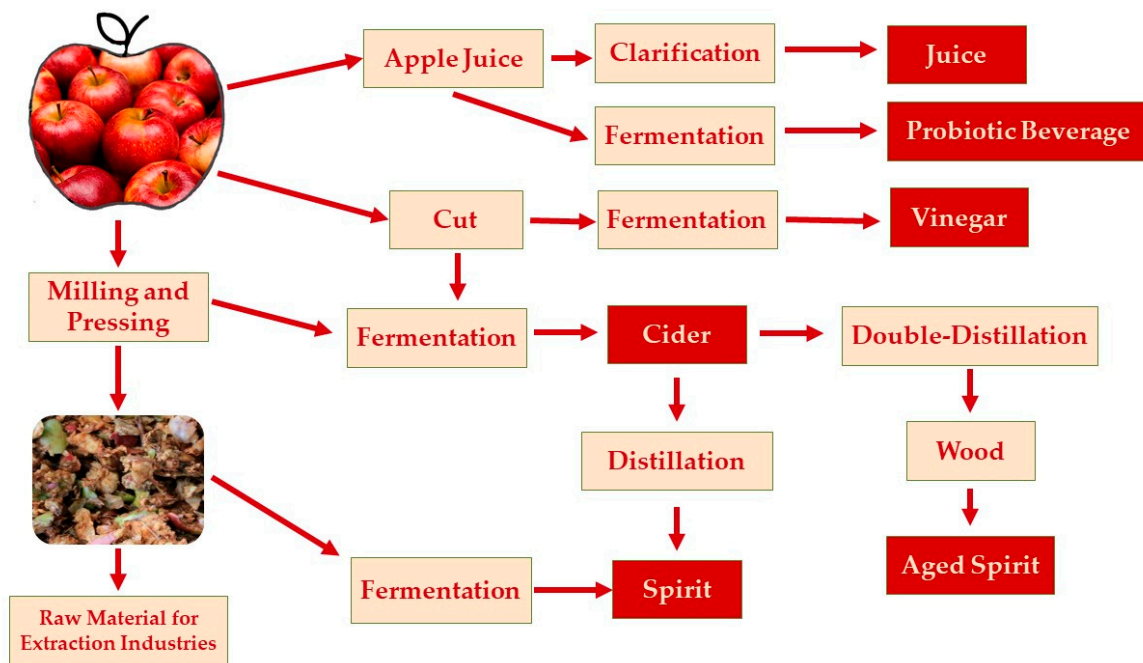 Apple Juice
Clarification
Juice
Fermentation
Probiotic Beverage
Cut
Fermentation
Vinegar
Milling and
Pressing
Fermentation
Cider
Double-Distillation
Distillation
Wood
Fermentation
Spirit
Aged Spirit
Raw Material for
Extraction Industries